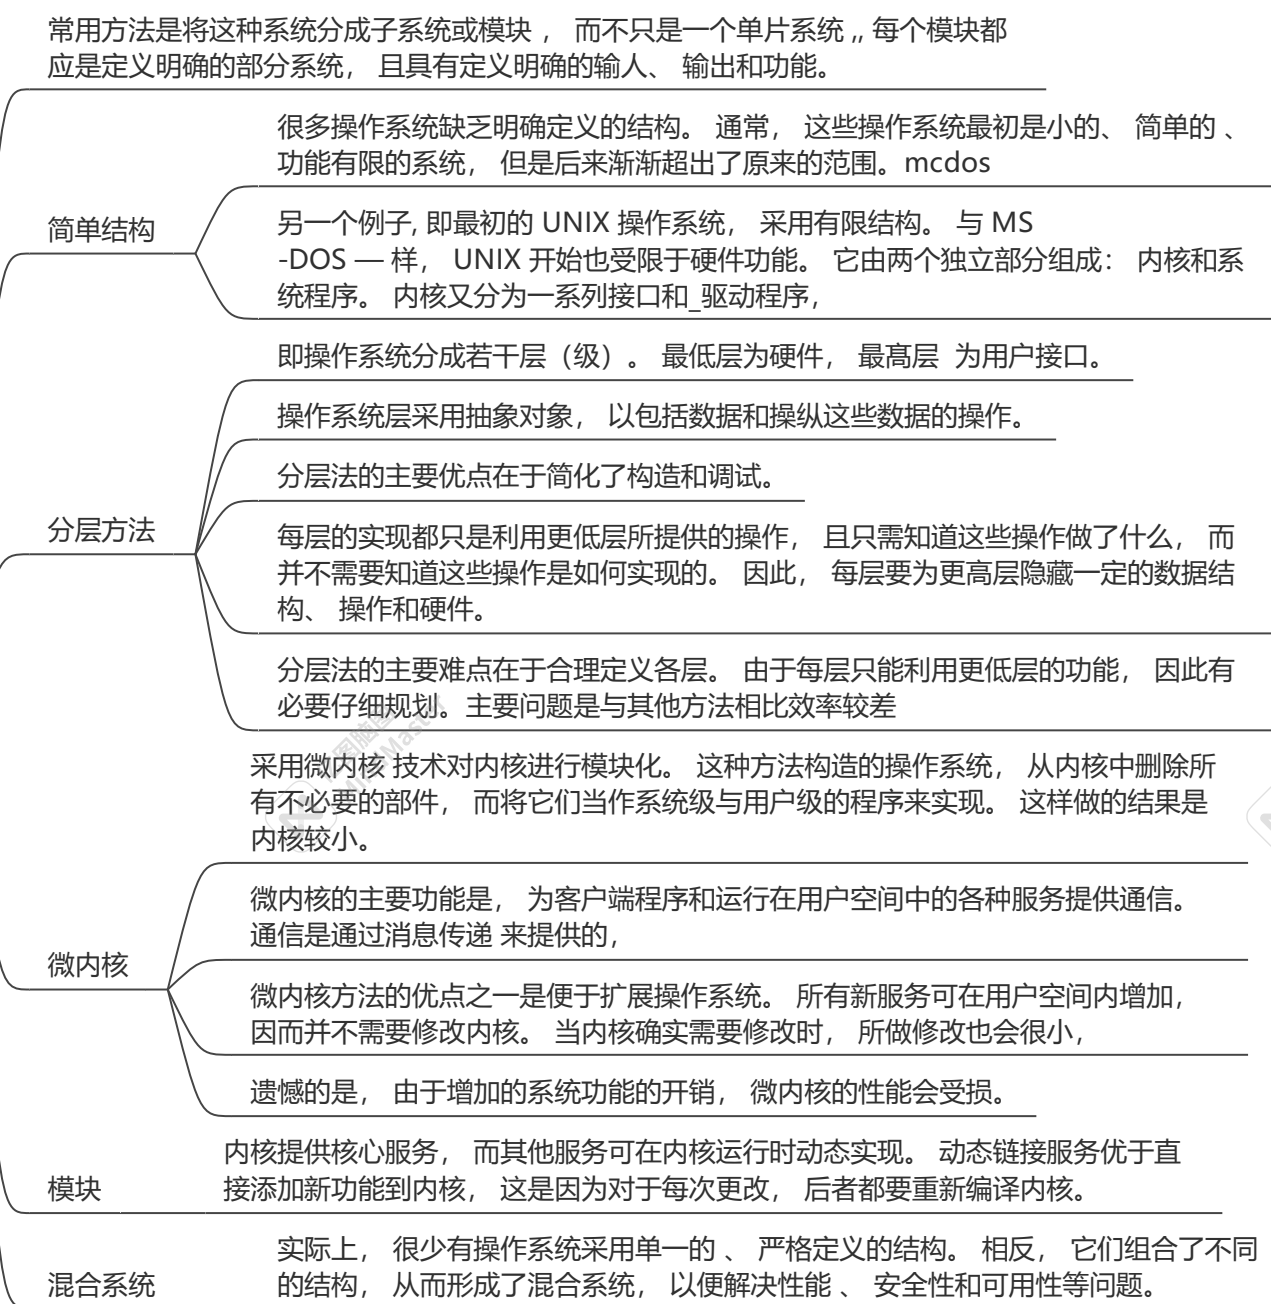 常用方法是将这种系统分成子系统或模块 ， 而不只是一个单片系统 ,, 每个模块都
应是定义明确的部分系统， 且具有定义明确的输人、 输出和功能。
简单结构
很多操作系统缺乏明确定义的结构。 通常， 这些操作系统最初是小的、 简单的 、
功能有限的系统， 但是后来渐渐超出了原来的范围。mcdos
另一个例子, 即最初的 UNIX 操作系统， 采用有限结构。 与 MS
-DOS — 样， UNIX 开始也受限于硬件功能。 它由两个独立部分组成： 内核和系
统程序。 内核又分为一系列接口和_驱动程序，
分层方法
即操作系统分成若干层（级）。 最低层为硬件， 最髙层 为用户接口。
操作系统层采用抽象对象， 以包括数据和操纵这些数据的操作。
分层法的主要优点在于简化了构造和调试。
每层的实现都只是利用更低层所提供的操作， 且只需知道这些操作做了什么， 而
并不需要知道这些操作是如何实现的。 因此， 每层要为更高层隐藏一定的数据结
构、 操作和硬件。
分层法的主要难点在于合理定义各层。 由于每层只能利用更低层的功能， 因此有
必要仔细规划。主要问题是与其他方法相比效率较差
微内核
采用微内核 技术对内核进行模块化。 这种方法构造的操作系统， 从内核中删除所
有不必要的部件， 而将它们当作系统级与用户级的程序来实现。 这样做的结果是
内核较小。
微内核的主要功能是， 为客户端程序和运行在用户空间中的各种服务提供通信。
通信是通过消息传递 来提供的，
微内核方法的优点之一是便于扩展操作系统。 所有新服务可在用户空间内增加，
因而并不需要修改内核。 当内核确实需要修改时， 所做修改也会很小，
遗憾的是， 由于增加的系统功能的开销， 微内核的性能会受损。
模块
内核提供核心服务， 而其他服务可在内核运行时动态实现。 动态链接服务优于直
接添加新功能到内核， 这是因为对于每次更改， 后者都要重新编译内核。
混合系统
实际上， 很少有操作系统采用单一的 、 严格定义的结构。 相反， 它们组合了不同
的结构， 从而形成了混合系统， 以便解决性能 、 安全性和可用性等问题。